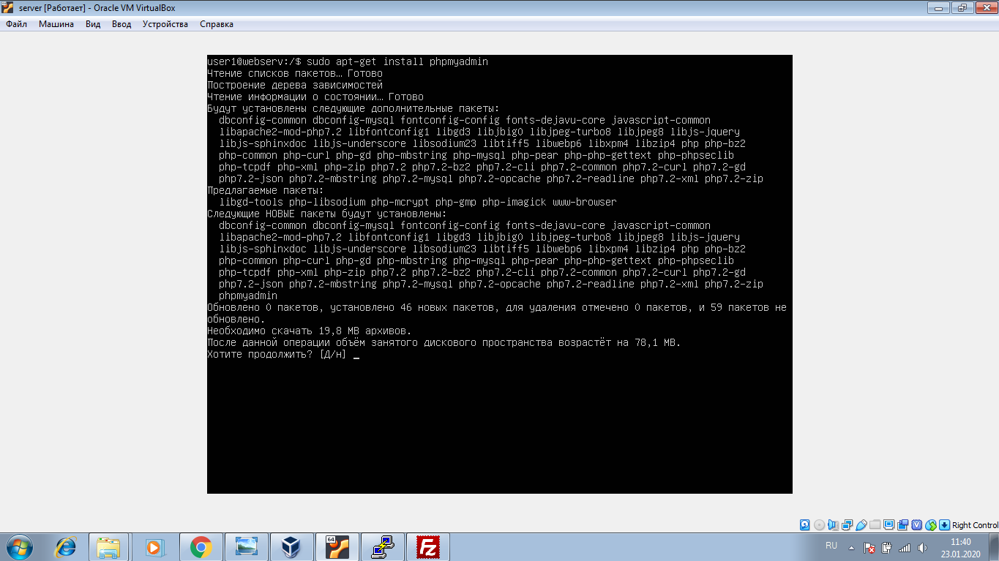 server [Работает] - Oracle VM VirtualBox
Файл Машина Вид Ввод Устройства Справка
user1@webserv:/$ sudo apt-get install phpmyadmin
Чтение списков пакетов… Готово
Построение дерева зависимостей
Чтение информации о состоянии… Готово
Будут установлены следующие дополнительные пакеты:
dbconfig-common dbconfig-mysql fontconfig-config fonts-dejavu-core javascript-common
libapache2-mod-php7.2 libfontconfig1 libgd3 libjbig0 libjpeg-turbo8 libjpeg8 libjs-jquery
libjs-sphinxdoc libjs-underscore libsodium23 libtiff5 libwebp6 libxpm4 libzip4 php php-bz2
php-common php-curl php-gd php-mbstring php-mysql php-pear php-php-gettext php-phpseclib
php-tcpdf php-xml php-zip php7.2 php7.2-bz2 php7.2-cli php7.2-common php7.2-curl php7.2-gd
php7.2-json php7.2-mbstring php7.2-mysql php7.2-opcache php7.2-readline php7.2-xml php7.2-zip
Предлагаемые пакеты:
libgd-tools php-libsodium php-mcrypt php-gmp php-imagick www-browser
Следующие НОВЫЕ пакеты будут установлены:
dbconfig-common dbconfig-mysql fontconfig-config fonts-dejavu-core javascript-common
libapache2-mod-php7.2 libfontconfig1 libgd3 libjbig0 libjpeg-turbo8 libjpeg8 libjs-jquery
libjs-sphinxdoc libjs-underscore libsodium23 libtiff5 libwebp6 libxpm4 libzip4 php php-bz2
php-common php-curl php-gd php-mbstring php-mysql php-pear php-php-gettext php-phpseclib
php-tcpdf php-xml php-zip php7.2 php7.2-bz2 php7.2-cli php7.2-common php7.2-curl php7.2-gd
php7.2-json php7.2-mbstring php7.2-mysql php7.2-opcache php7.2-readline php7.2-xml php7.2-zip
phpmyadmin
Обновлено 0 пакетов, установлено 46 новых пакетов, для удаления отмечено 0 пакетов, и 59 пакетов не
обновлено.
Необходимо скачать 19,8 MB архивов.
После данной операции объём занятого дискового пространства возрастёт на 78,1 MB.
Хотите продолжить? [Д/н] _
Right Control
64
Fz
RU
11:40
23.01.2020